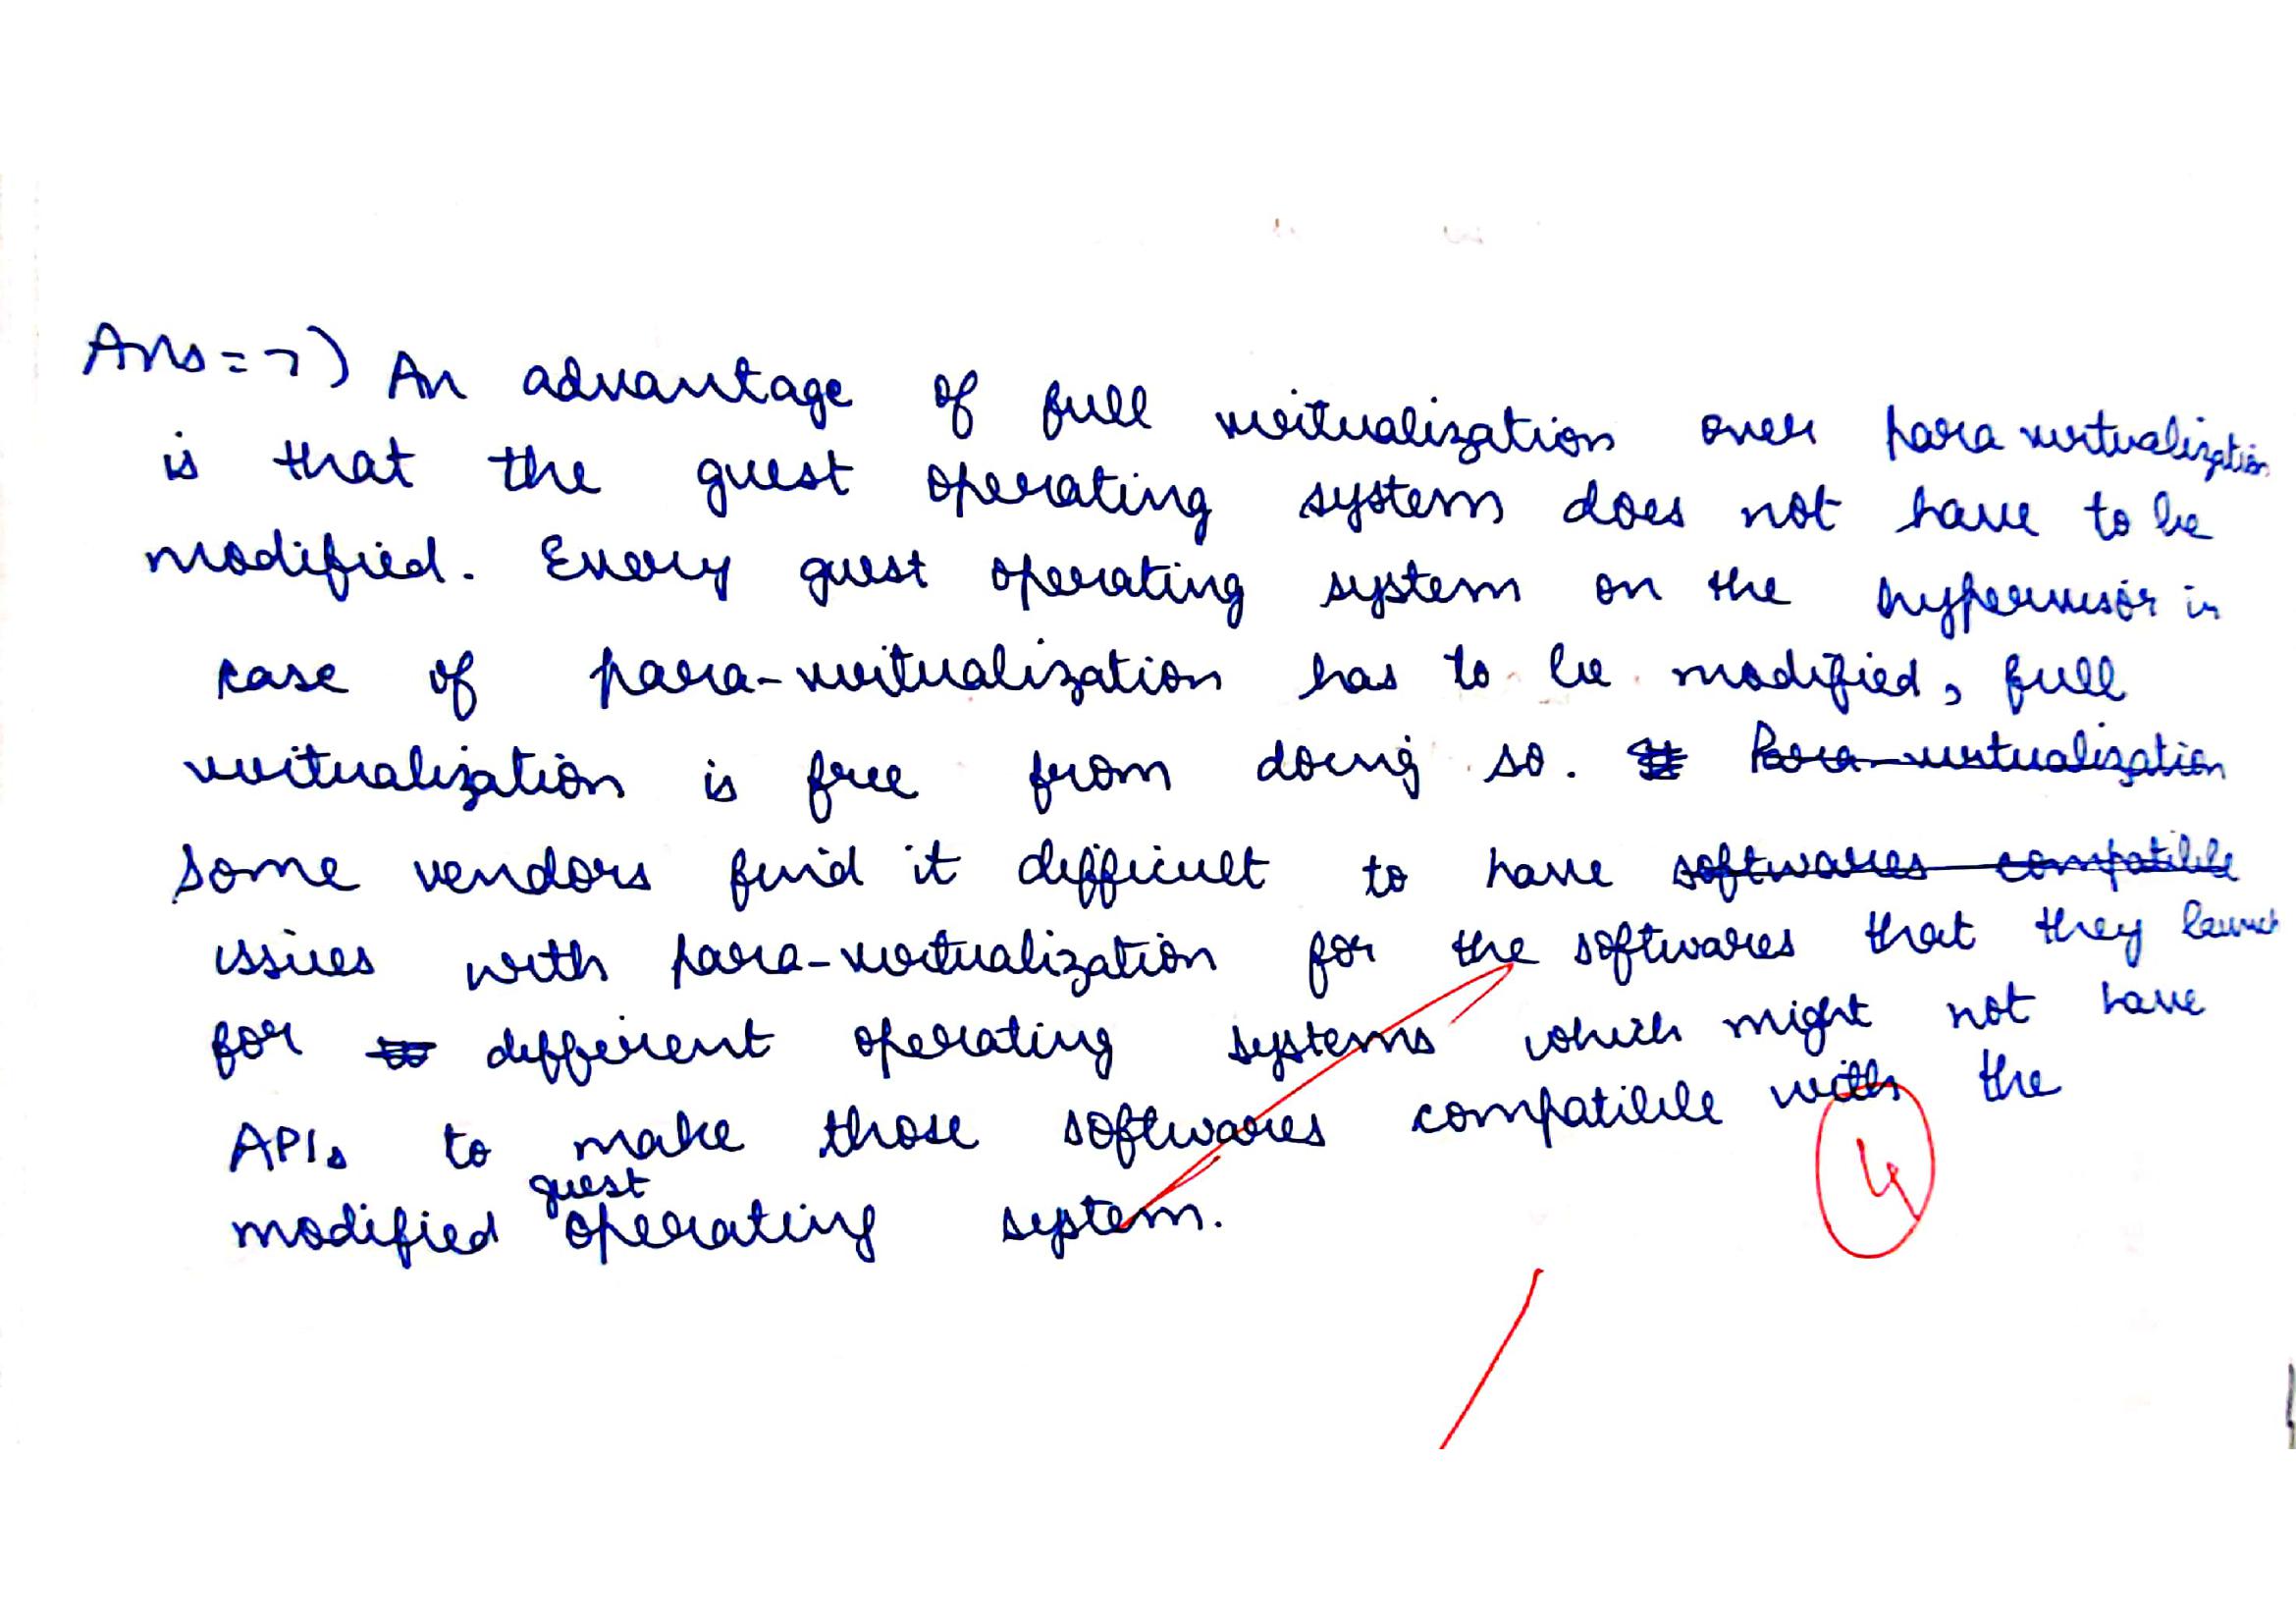 Ans=7) An advantage of full virtualization over para virtualization
is that the guest operating system does not have to be
modified. Every guest operating system on the hypervisor in
case of para-virtualization has to be modified, full
virtualization is free from doing so. Para-virtualization
Some vendors find it difficult to have softwares compatible
issues with para-virtualization for the softwares that they launch
for different operating systems which might not have
APIs to make those softwares compatible with the
modified guest operating system.
4